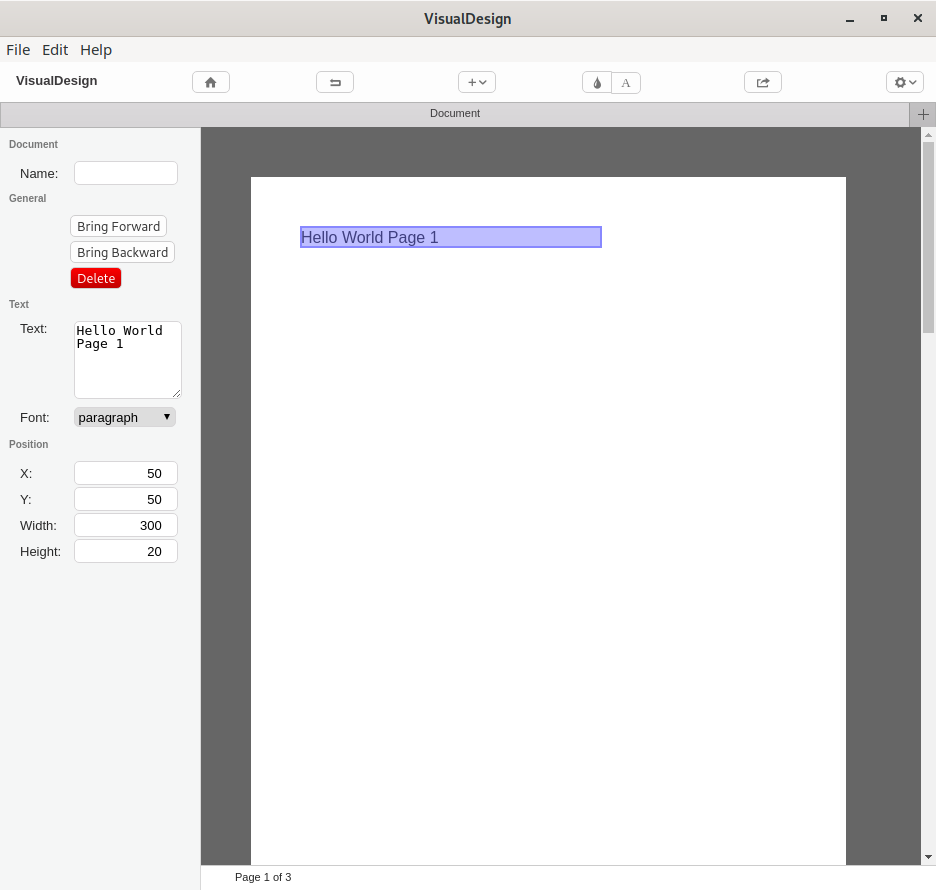 VisualDesign
File Edit Help
VisualDesign
A
Document
Document
Name:
General
Bring Forward
Bring Backward
Delete
Text
Text: Hello World
Page 1
Font: paragraph
Position
X: 50
Y: 50
Width: 300
Height: 20
Hello World Page 1
Page 1 of 3